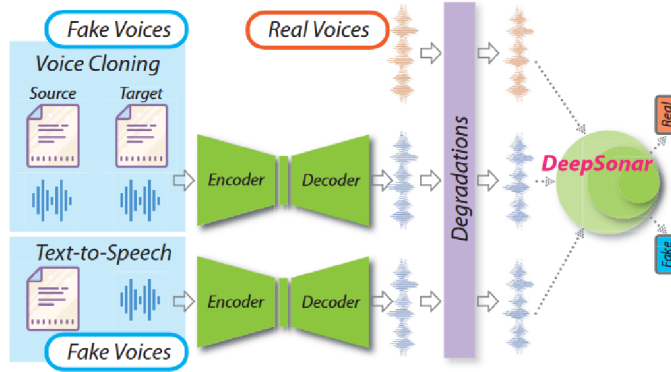 Fake Voices
Real Voices
Voice Cloning
Source
Target
Encoder
Decoder
Degradations
DeepSonar
Real
Fake
Text-to-Speech
Encoder
Decoder
Fake Voices